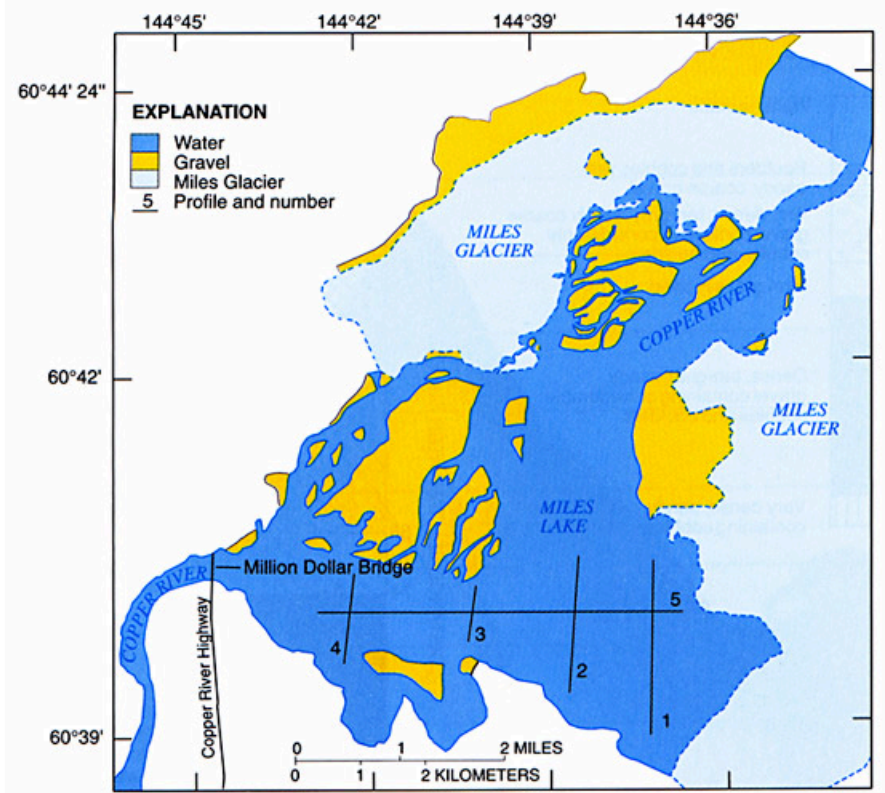 144°45' 144°42' 144°39' 144°36'
60°44' 24"
EXPLANATION
Water
Gravel
Miles Glacier
5 Profile and number
MILES
GLACIER
COPPER RIVER
60°42'
MILES
GLACIER
MILES
LAKE
Million Dollar Bridge
COPPER RIVER
5
3
4
2
Copper River Highway
1
60°39'
0 1 2 MILES
0 1 2 KILOMETERS